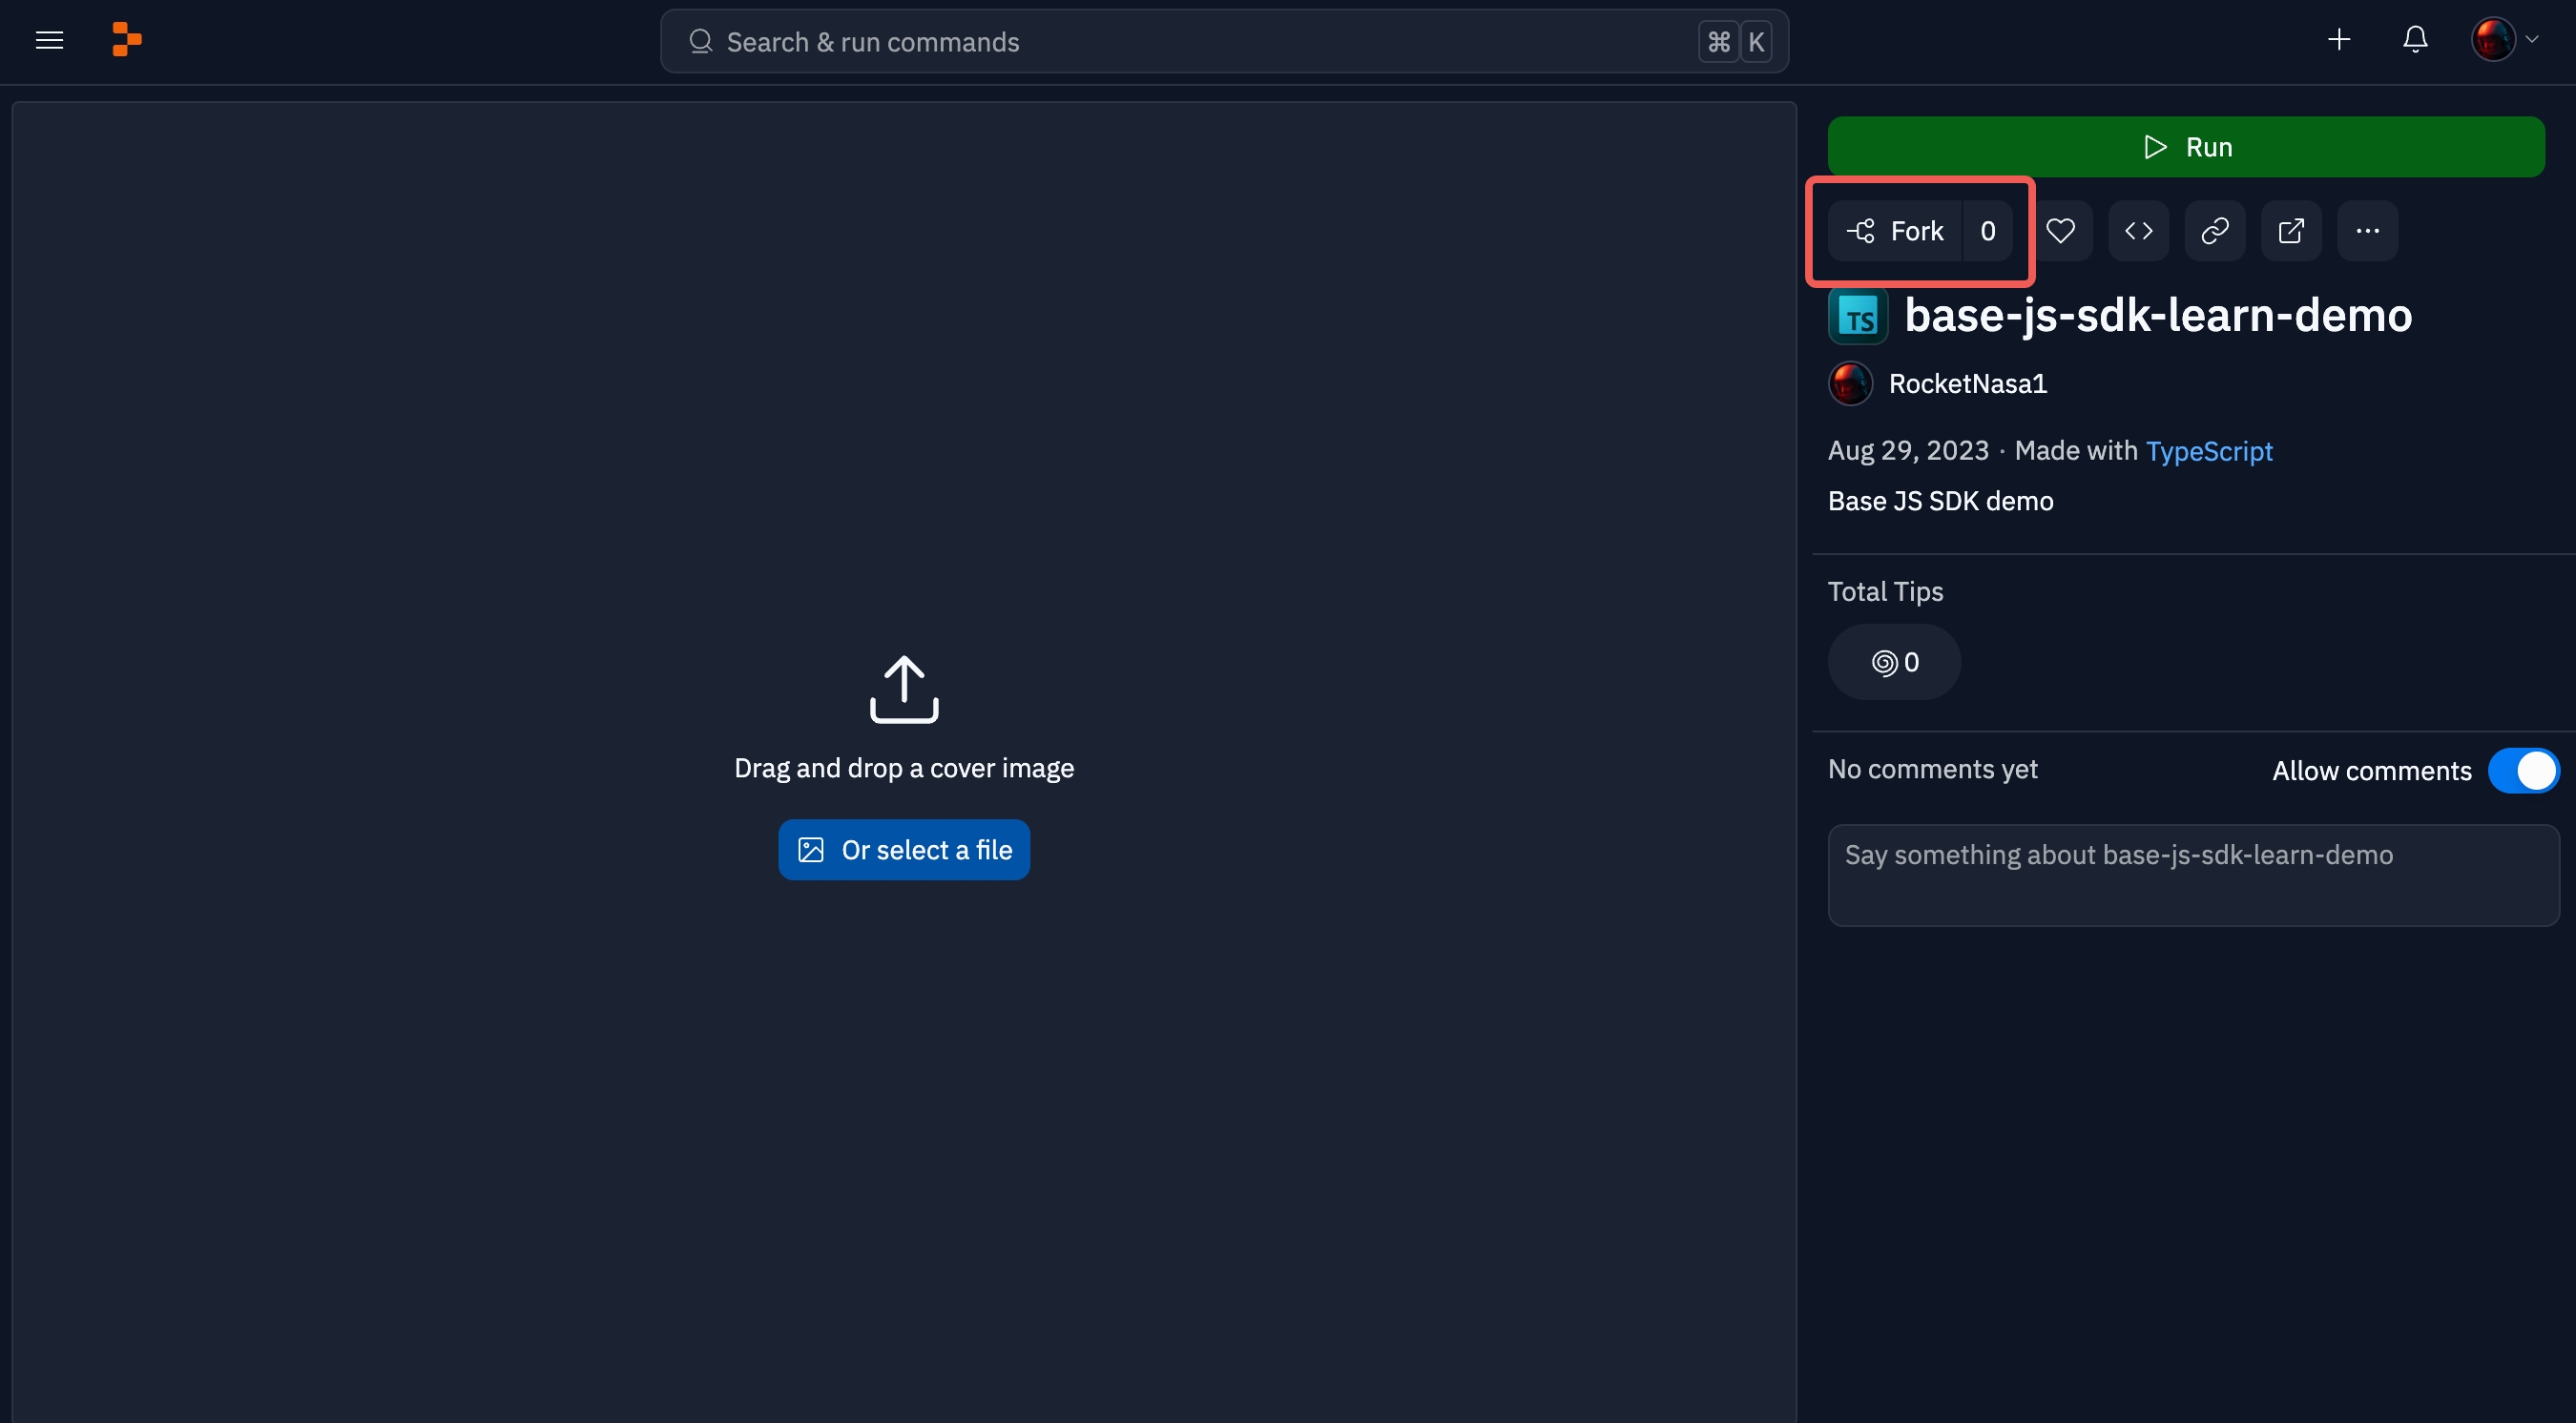 Search & run commands
⌘ K
Run
Fork 0
TS
base-js-sdk-learn-demo
RocketNasa1
Aug 29, 2023 · Made with TypeScript
Base JS SDK demo
Total Tips
0
No comments yet
Allow comments
Say something about base-js-sdk-learn-demo
Drag and drop a cover image
Or select a file